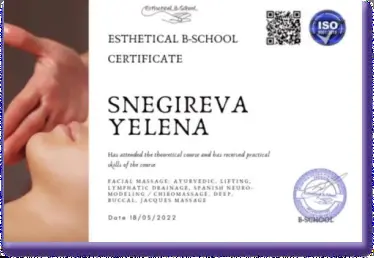 Esthetical B-School
ESTHETICAL B-SCHOOL
CERTIFICATE
ISO
SNEGIREVA
YELENA
Has attended the theoretical course and has received practical
skills of the course
FACIAL MASSAGE: AYURVEDIC, LIFTING,
LYMPHATIC DRAINAGE, SPANISH NEURO-
MODELING / CHIROMASSAGE, DEEP,
BUCCAL, JACQUES MASSAGE
Date 18/05/2022
B-SCHOOL